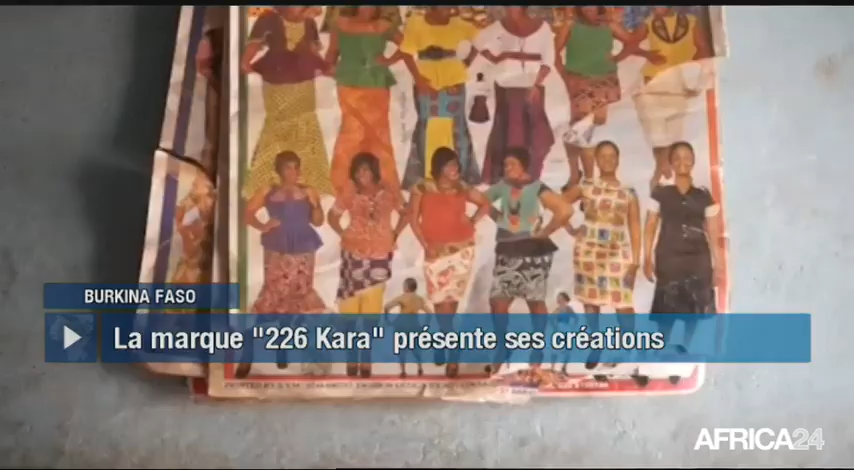 BURKINA FASO
La marque "226 Kara" présente ses créations
AFRICA24